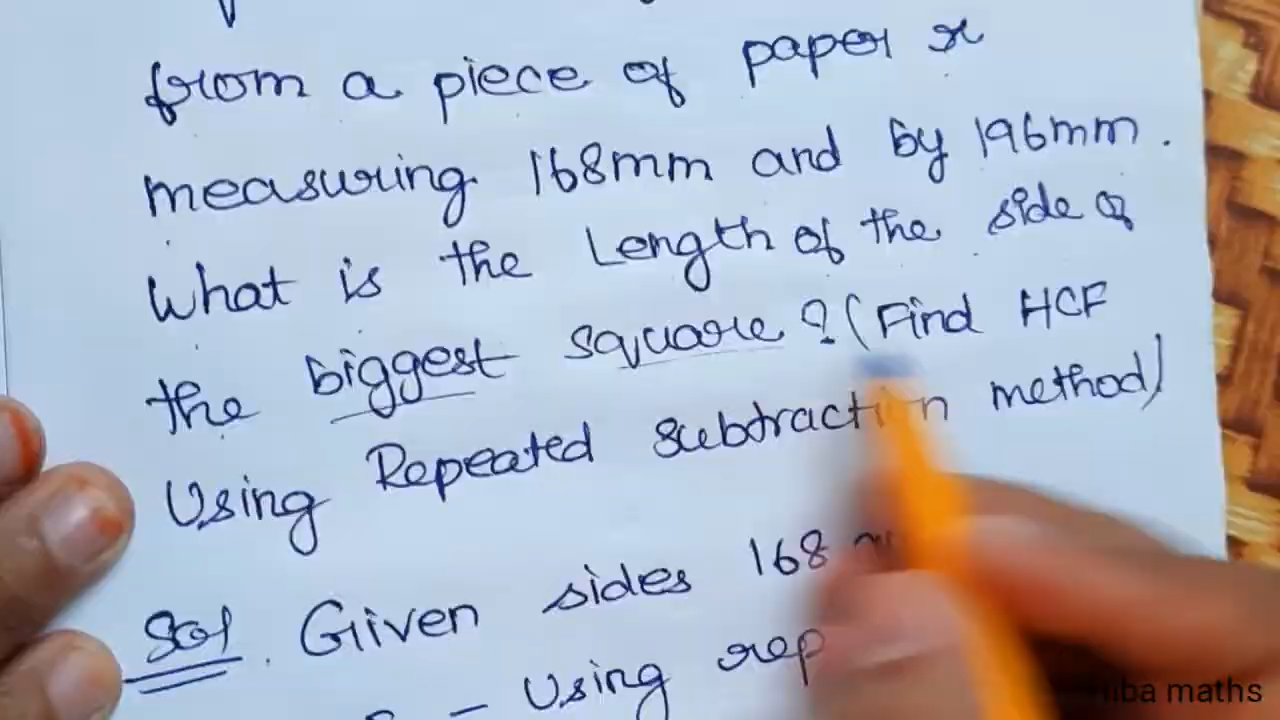 from a piece of paper
measuring 168mm and by 196mm.
What is the Length of the side of
the biggest square? (Find HCF
Using Repeated subtraction method)
Sol. Given sides 168
- Using rep
iba maths